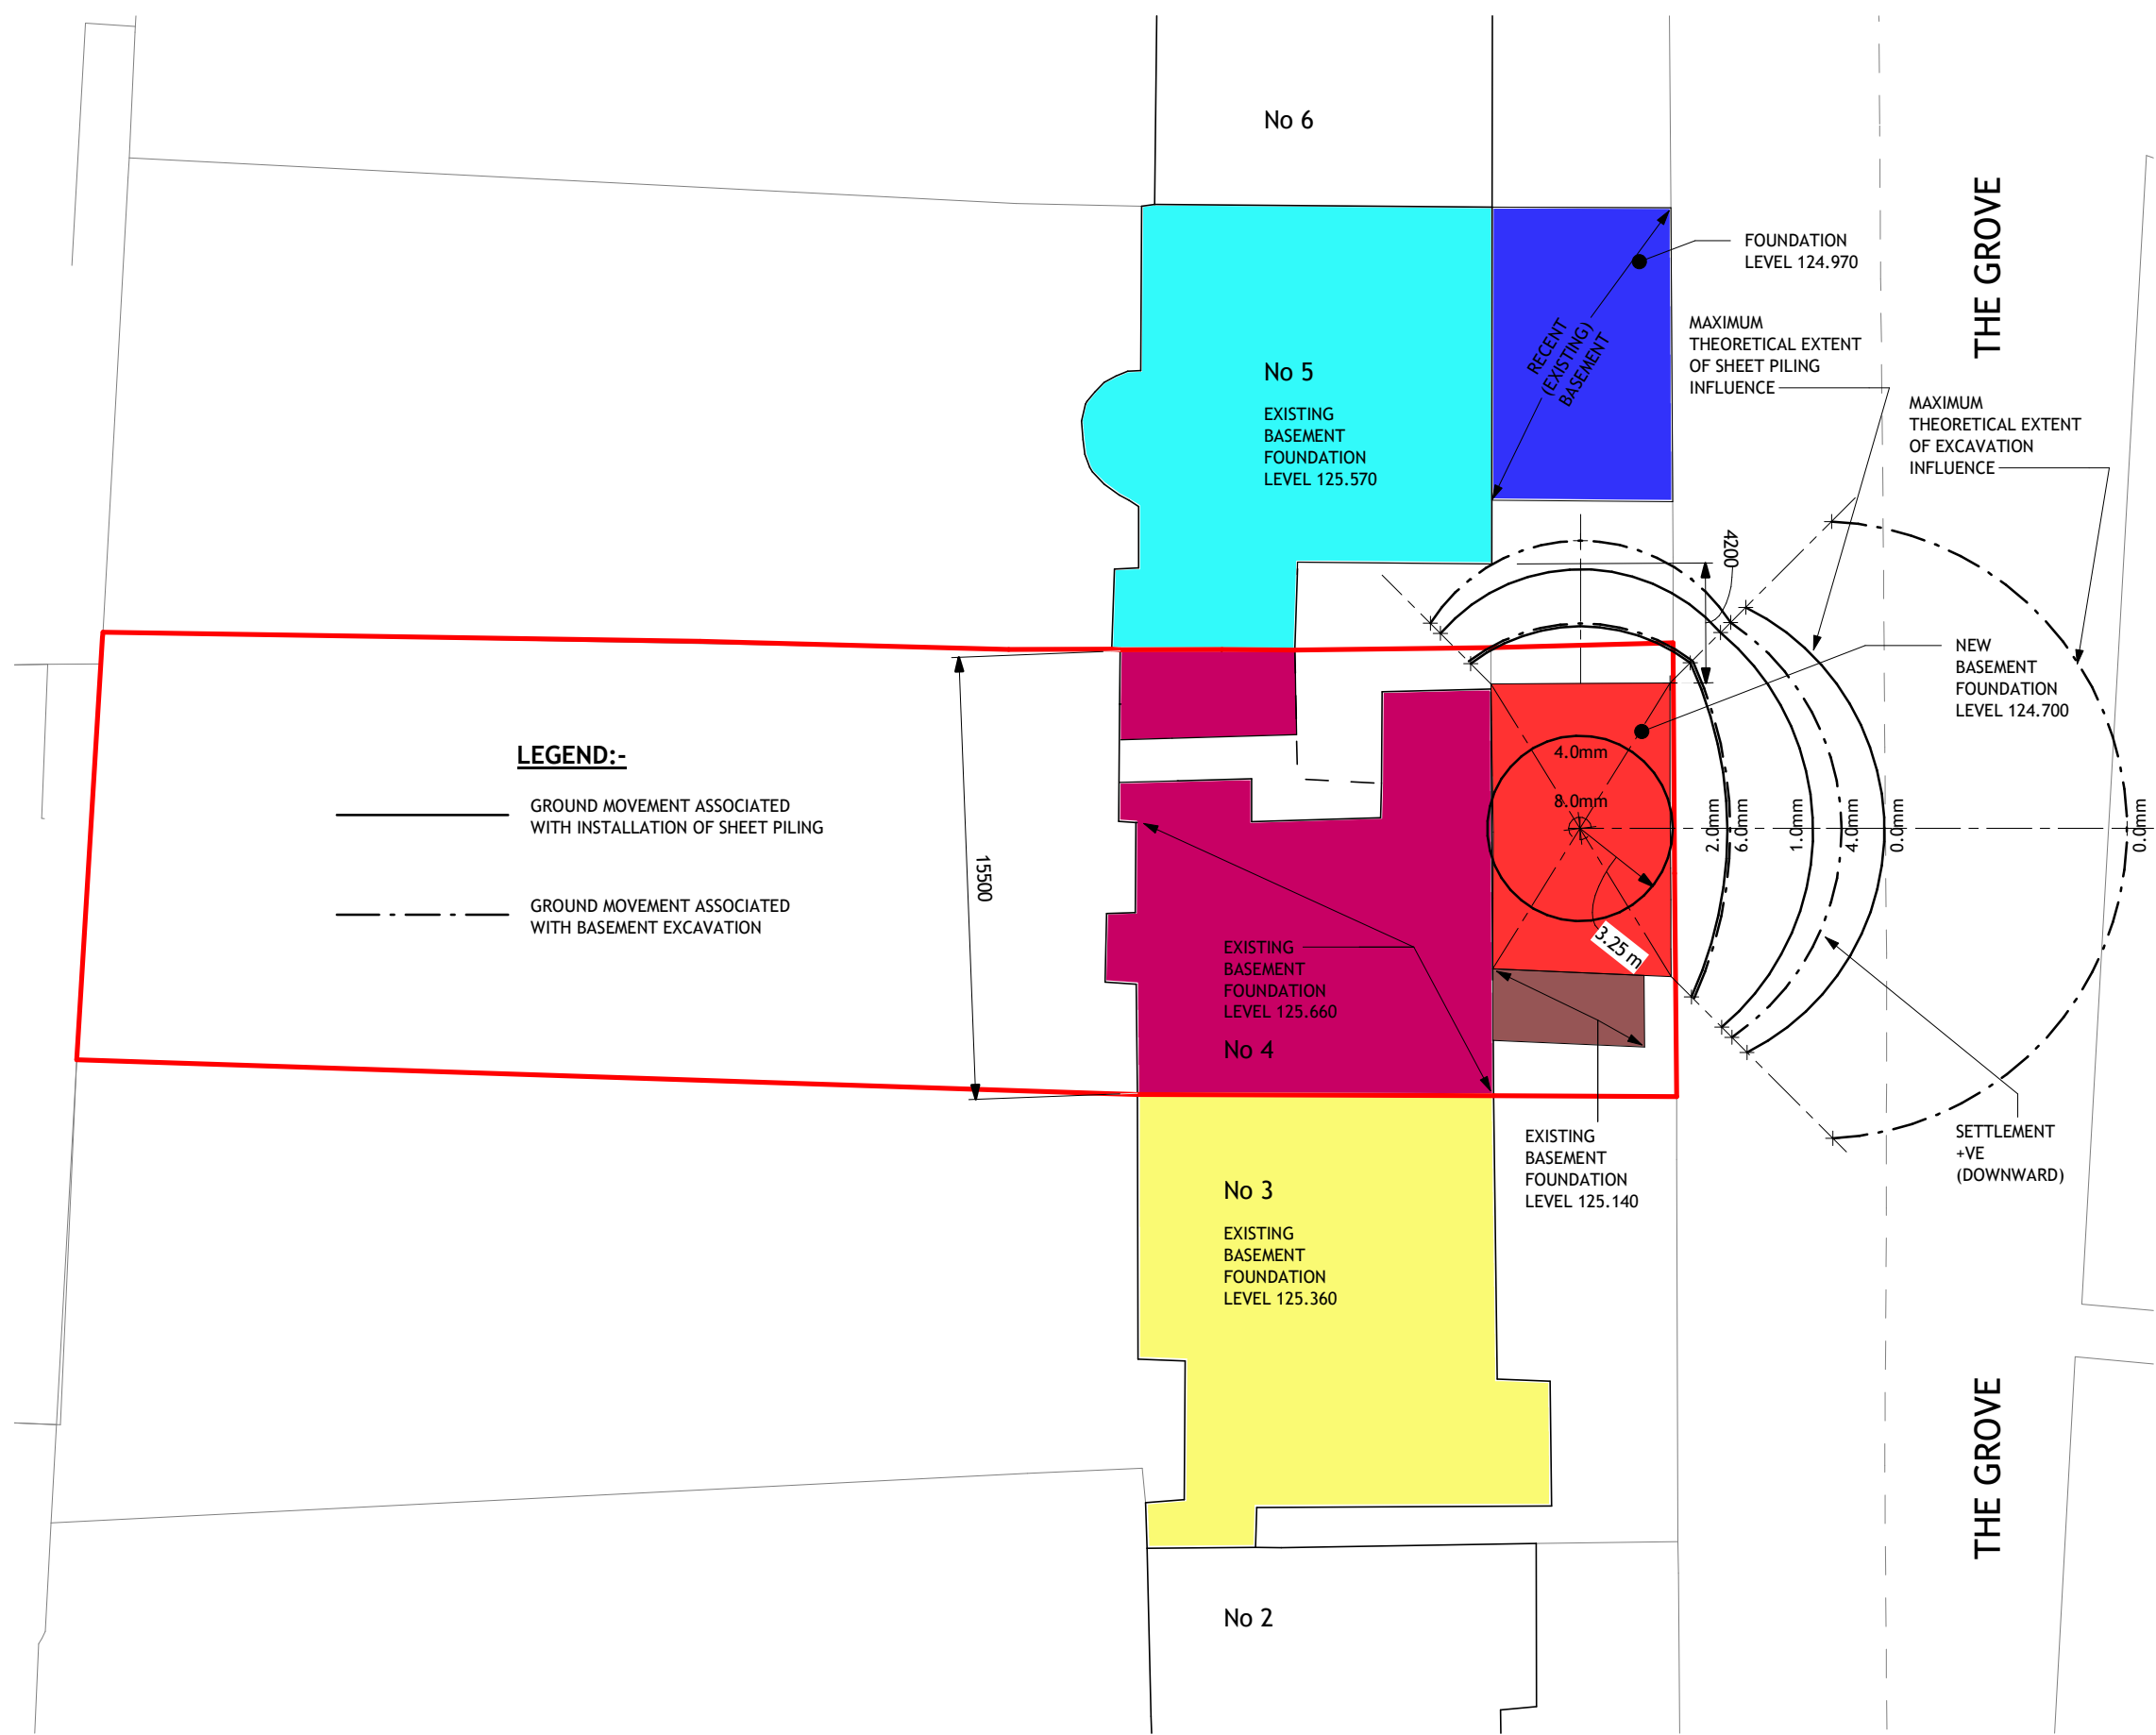 No 6
THE GROVE
FOUNDATION
LEVEL 124.970
MAXIMUM
THEORETICAL EXTENT
OF SHEET PILING
INFLUENCE
RECENT
(EXISTING)
BASEMENT
No 5
EXISTING
BASEMENT
FOUNDATION
LEVEL 125.570
MAXIMUM
THEORETICAL EXTENT
OF EXCAVATION
INFLUENCE
4200
NEW
BASEMENT
FOUNDATION
LEVEL 124.700
LEGEND:-
GROUND MOVEMENT ASSOCIATED
WITH INSTALLATION OF SHEET PILING
GROUND MOVEMENT ASSOCIATED
WITH BASEMENT EXCAVATION
15500
4.0mm
8.0mm
2.0mm
6.0mm
1.0mm
4.0mm
0.0mm
0.0mm
3.25 m
EXISTING
BASEMENT
FOUNDATION
LEVEL 125.660
No 4
EXISTING
BASEMENT
FOUNDATION
LEVEL 125.140
SETTLEMENT
+VE
(DOWNWARD)
No 3
EXISTING
BASEMENT
FOUNDATION
LEVEL 125.360
THE GROVE
No 2